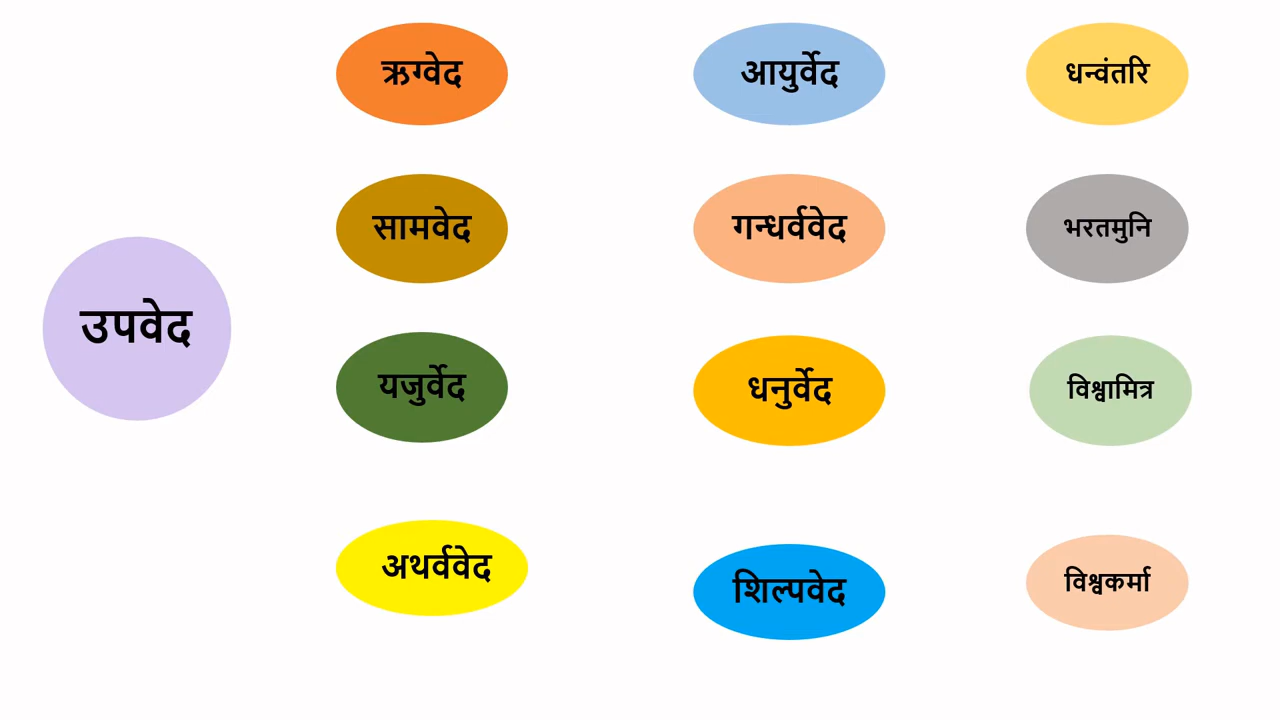 ऋग्वेद
आयुर्वेद
धन्वंतरि
सामवेद
गन्धर्ववेद
भरतमुनि
उपवेद
यजुर्वेद
धनुर्वेद
विश्वामित्र
अथर्ववेद
शिल्पवेद
विश्वकर्मा